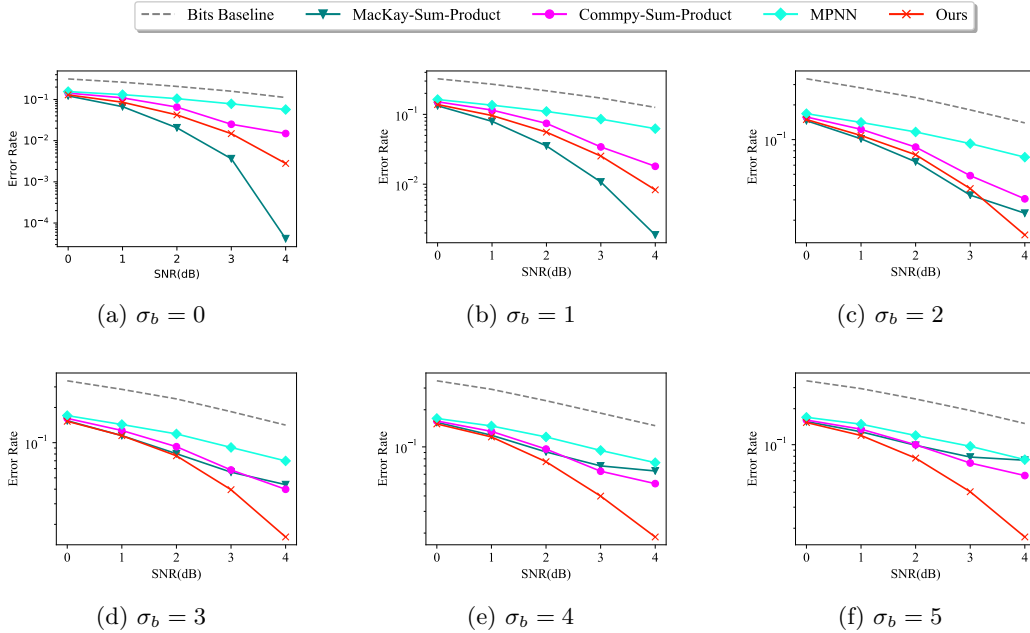 Bits Baseline MacKay-Sum-Product Commpy-Sum-Product MPNN Ours
Error Rate
10⁻¹
10⁻²
10⁻³
10⁻⁴
0 1 2 3 4
SNR(dB)
(a) σ_b = 0
Error Rate
10⁻¹
10⁻²
0 1 2 3 4
SNR(dB)
(b) σ_b = 1
Error Rate
10⁻¹
0 1 2 3 4
SNR(dB)
(c) σ_b = 2
Error Rate
10⁻¹
0 1 2 3 4
SNR(dB)
(d) σ_b = 3
Error Rate
10⁻¹
0 1 2 3 4
SNR(dB)
(e) σ_b = 4
Error Rate
10⁻¹
0 1 2 3 4
SNR(dB)
(f) σ_b = 5